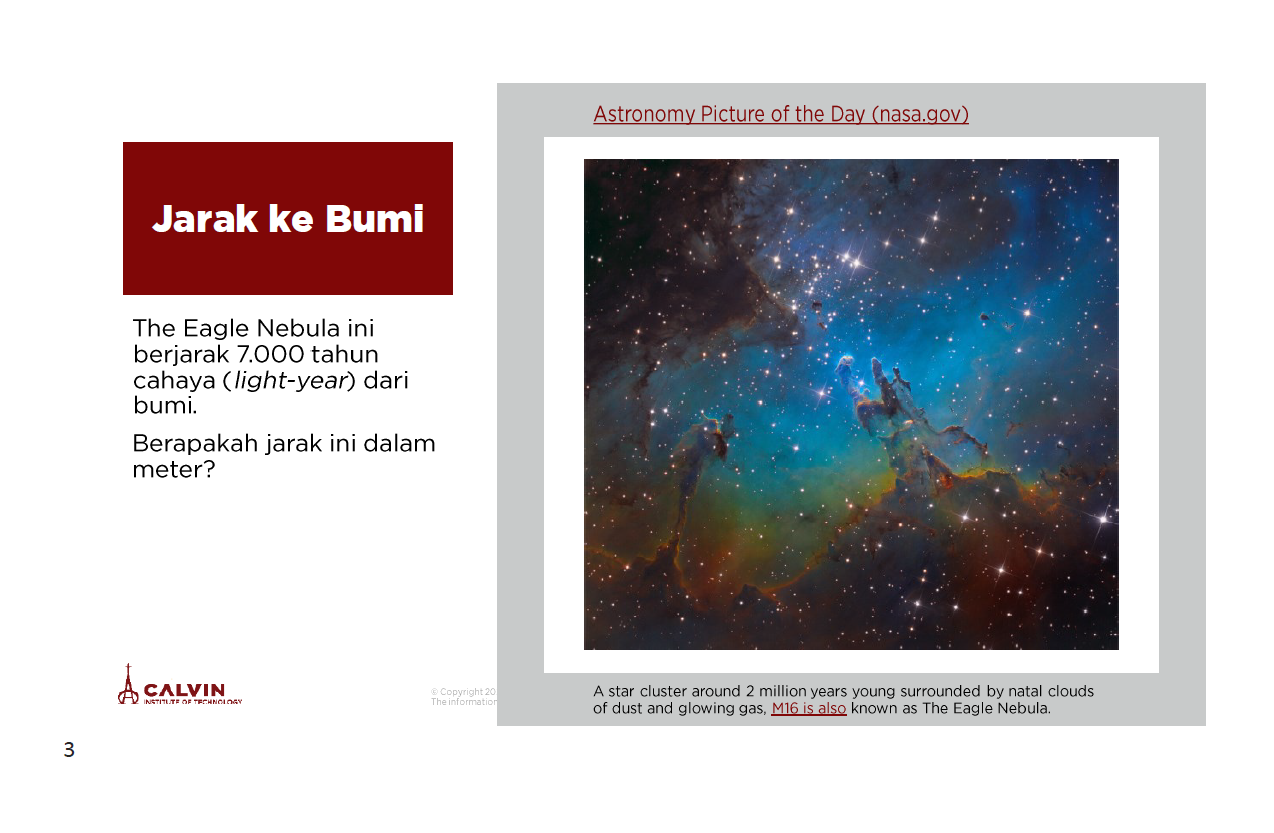 Astronomy Picture of the Day (nasa.gov)
Jarak ke Bumi
The Eagle Nebula ini
berjarak 7.000 tahun
cahaya (light-year) dari
bumi.
Berapakah jarak ini dalam
meter?
CALVIN
INSTITUTE OF TECHNOLOGY
© Copyright 20
The information
A star cluster around 2 million years young surrounded by natal clouds
of dust and glowing gas, M16 is also known as The Eagle Nebula.
3